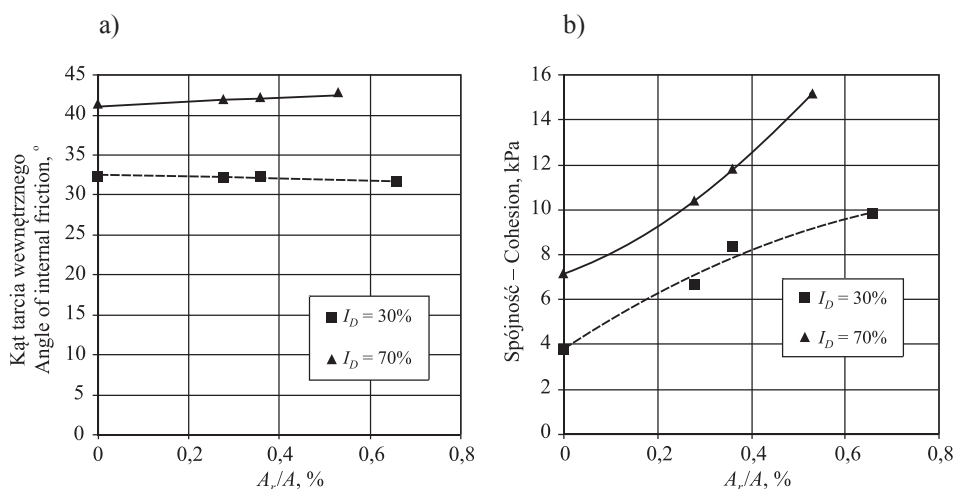 a)
b)
Kąt tarcia wewnętrznego
Angle of internal friction, °
45
40
33
30
33
20
15
10
5
0
0
0,2
0,4
0,6
0,8
A_r/A, %
I_D = 30%
I_D = 70%
Spójność – Cohesion, kPa
16
14
12
10
8
6
4
2
0
0
0,2
0,4
0,6
0,8
A_r/A, %
I_D = 30%
I_D = 70%